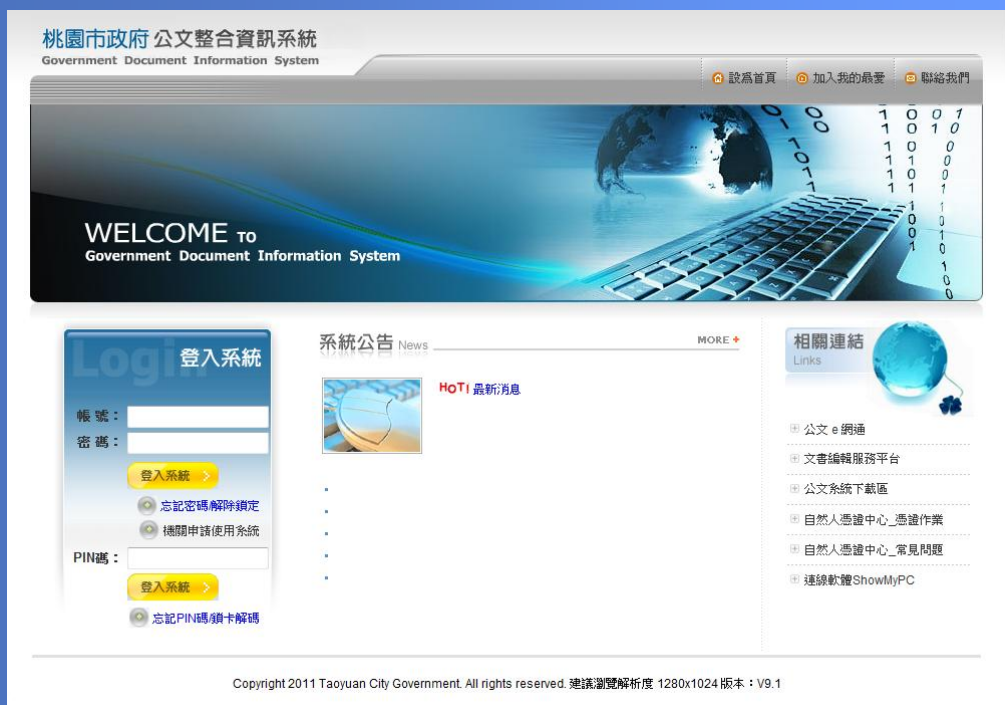 桃園市政府 公文整合資訊系統
Government Document Information System
設為首頁 加入我的最愛 聯絡我們
WELCOME TO
Government Document Information System
Login 登入系統
帳號：
密碼：
登入系統
忘記密碼/解除鎖定
機關申請使用系統
PIN碼：
登入系統
忘記PIN碼/鎖卡解碼
系統公告 News MORE +
HOT! 最新消息
相關連結
Links
公文 e 網通
文書編輯服務平台
公文系統下載區
自然人憑證中心_憑證作業
自然人憑證中心_常見問題
連線軟體ShowMyPC
Copyright 2011 Taoyuan City Government. All rights reserved. 建議瀏覽解析度 1280x1024 版本：V9.1